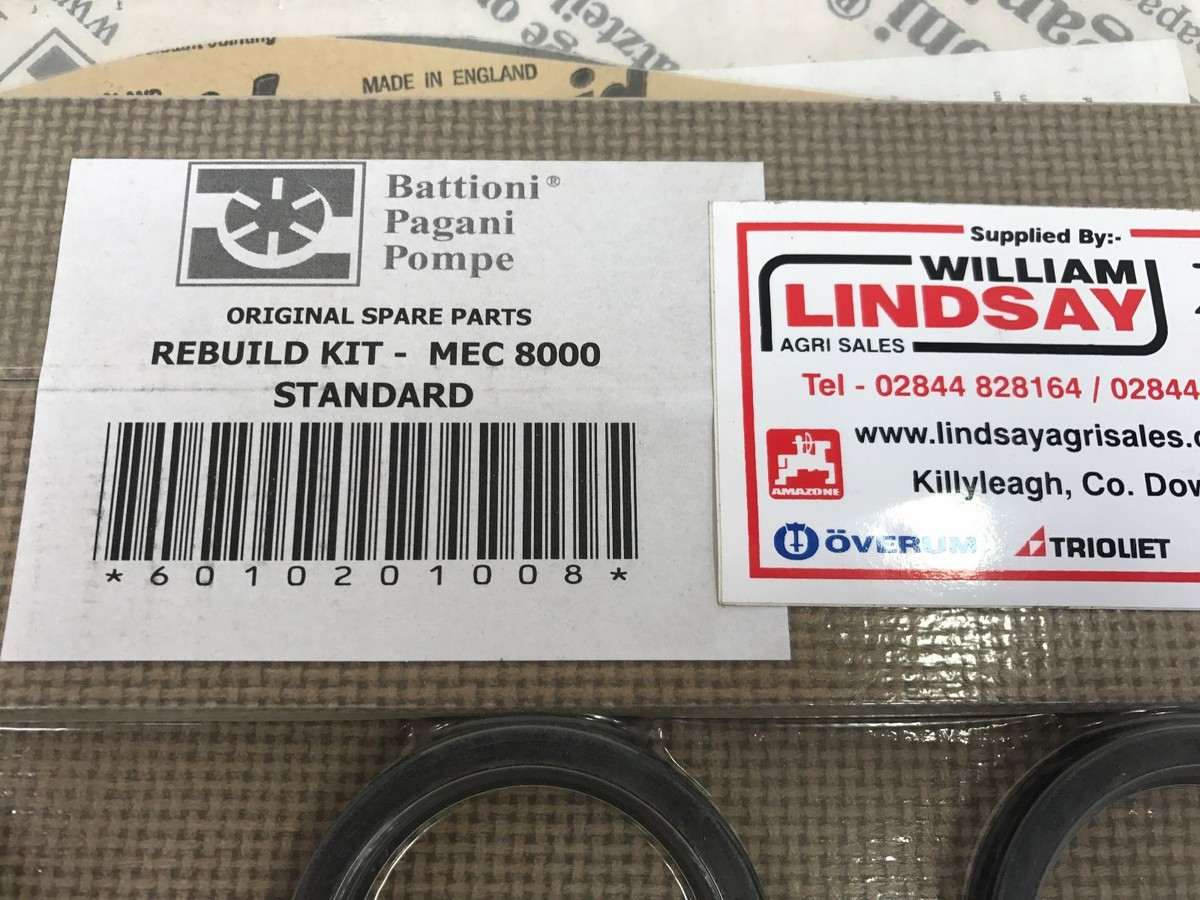 MADE IN ENGLAND
Battioni®
Pagani
Pompe
ORIGINAL SPARE PARTS
REBUILD KIT - MEC 8000
STANDARD
*6010201008*
Supplied By:-
WILLIAM
LINDSAY
AGRI SALES
Tel - 02844 828164 / 02844
www.lindsayagrisales.
Killyleagh, Co. Dow
AMAZONE
ÖVERUM
TRIOLIET